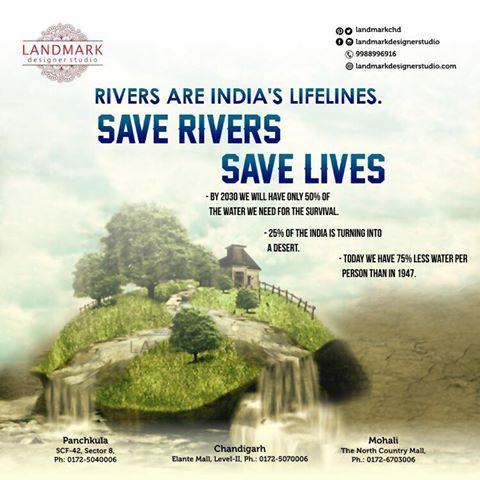 LANDMARK
designer studio
landmarkchd
landmarkdesignerstudio
9988996916
landmarkdesignerstudio.com
RIVERS ARE INDIA'S LIFELINES.
SAVE RIVERS
SAVE LIVES
- BY 2030 WE WILL HAVE ONLY 50% OF
THE WATER WE NEED FOR THE SURVIVAL.
- 25% OF THE INDIA IS TURNING INTO
A DESERT.
- TODAY WE HAVE 75% LESS WATER PER
PERSON THAN IN 1947.
LANDMARK
Panchkula
SCF-42, Sector 8,
Ph: 0172-5040006
Chandigarh
Elante Mall, Level-II, Ph.: 0172-5070006
Mohali
The North Country Mall,
Ph.: 0172-6703006